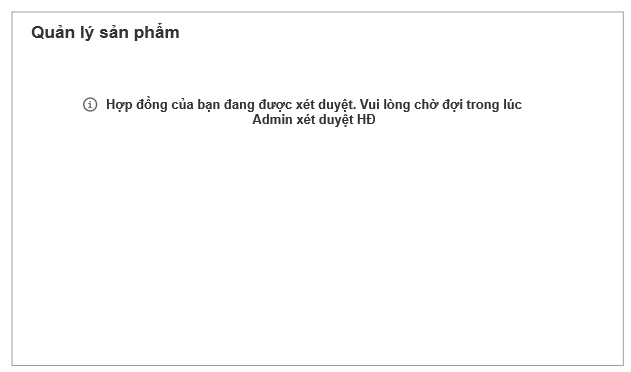 Quản lý sản phẩm
Hợp đồng của bạn đang được xét duyệt. Vui lòng chờ đợi trong lúc
Admin xét duyệt HĐ